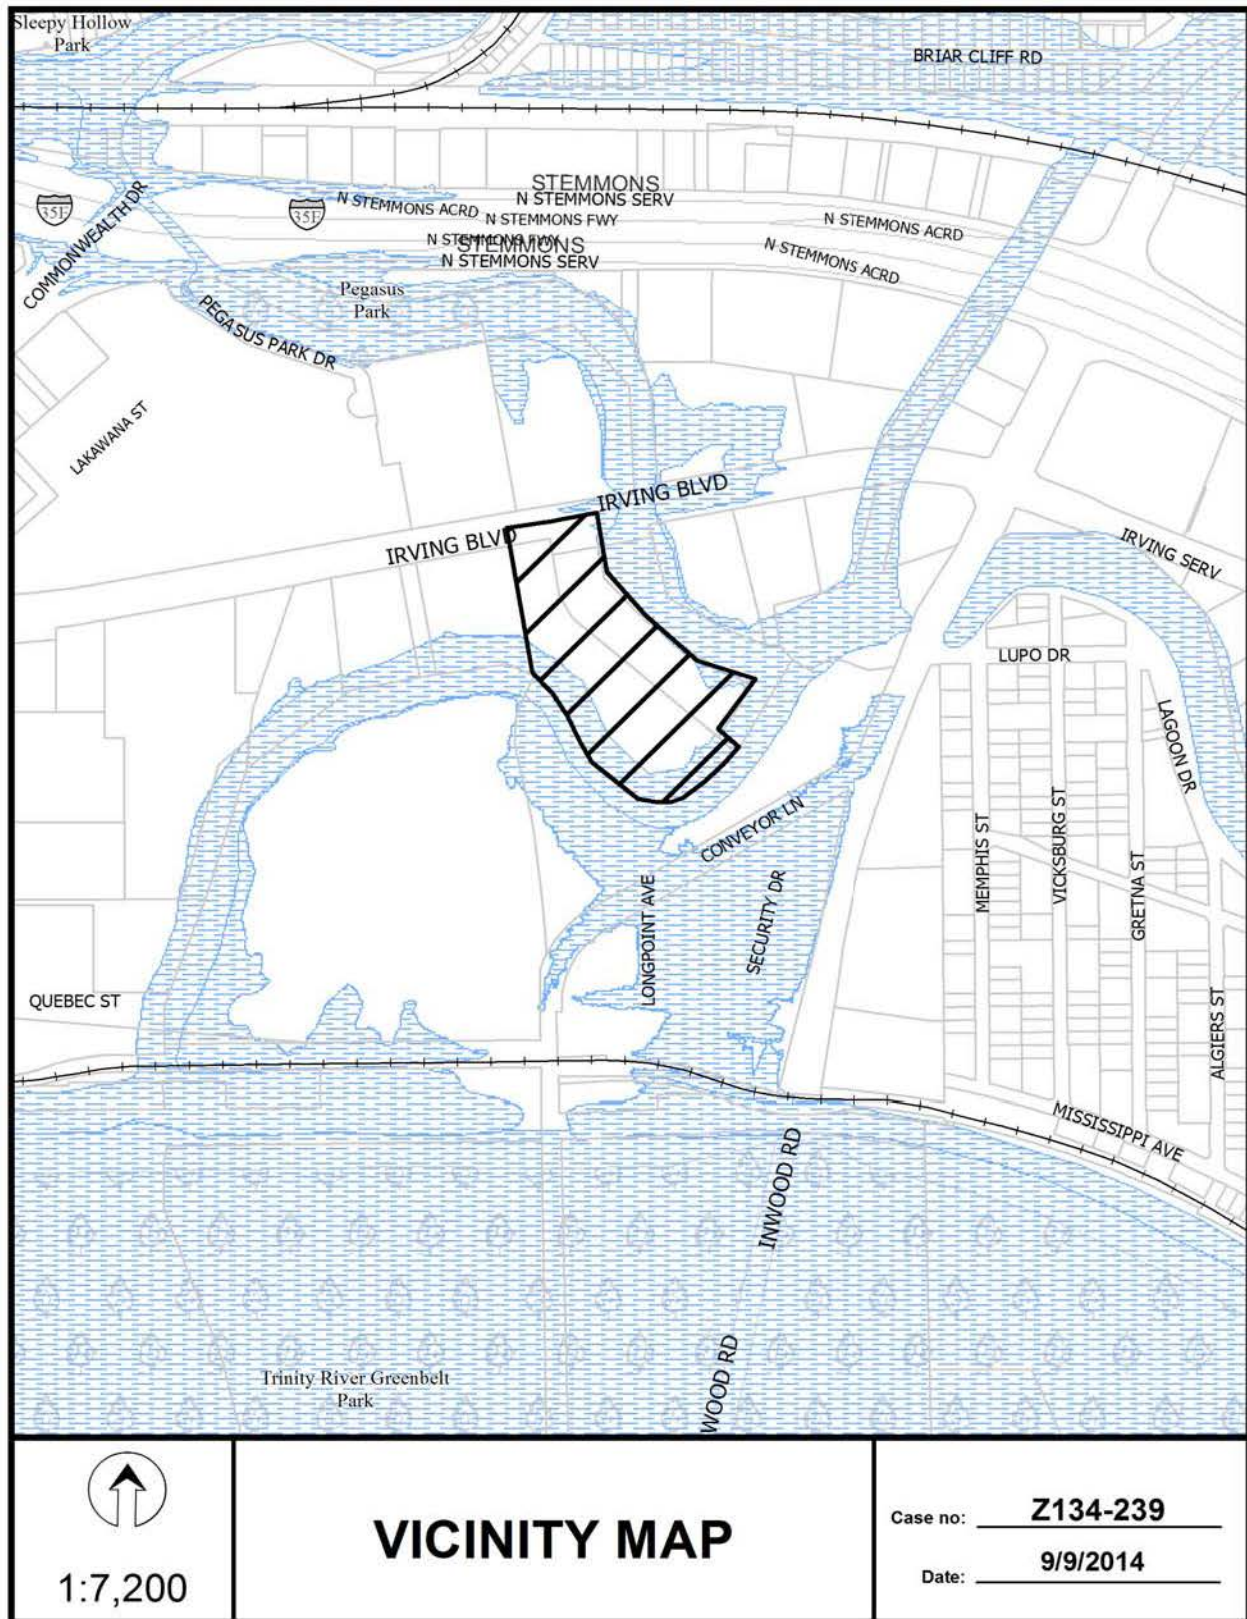 Sleepy Hollow
Park
BRIAR CLIFF RD
COMMONWEALTH DR
35E
35E
N STEMMONS ACRD
STEMMONS
N STEMMONS SERV
N STEMMONS FWY
N STEMMONS ACRD
N STEMMONS FWY
STEMMONS
N STEMMONS SERV
N STEMMONS ACRD
Pegasus
Park
PEGASUS PARK DR
LAKAWANA ST
IRVING BLVD
IRVING BLVD
IRVING SERV
LUPO DR
LAGOON DR
CONVEYOR LN
MEMPHIS ST
VICKSBURG ST
GRETNA ST
LONGPOINT AVE
SECURITY DR
QUEBEC ST
ALGIERS ST
MISSISSIPPI AVE
INWOOD RD
WOOD RD
Trinity River Greenbelt
Park
1:7,200
VICINITY MAP
Case no: Z134-239
Date: 9/9/2014